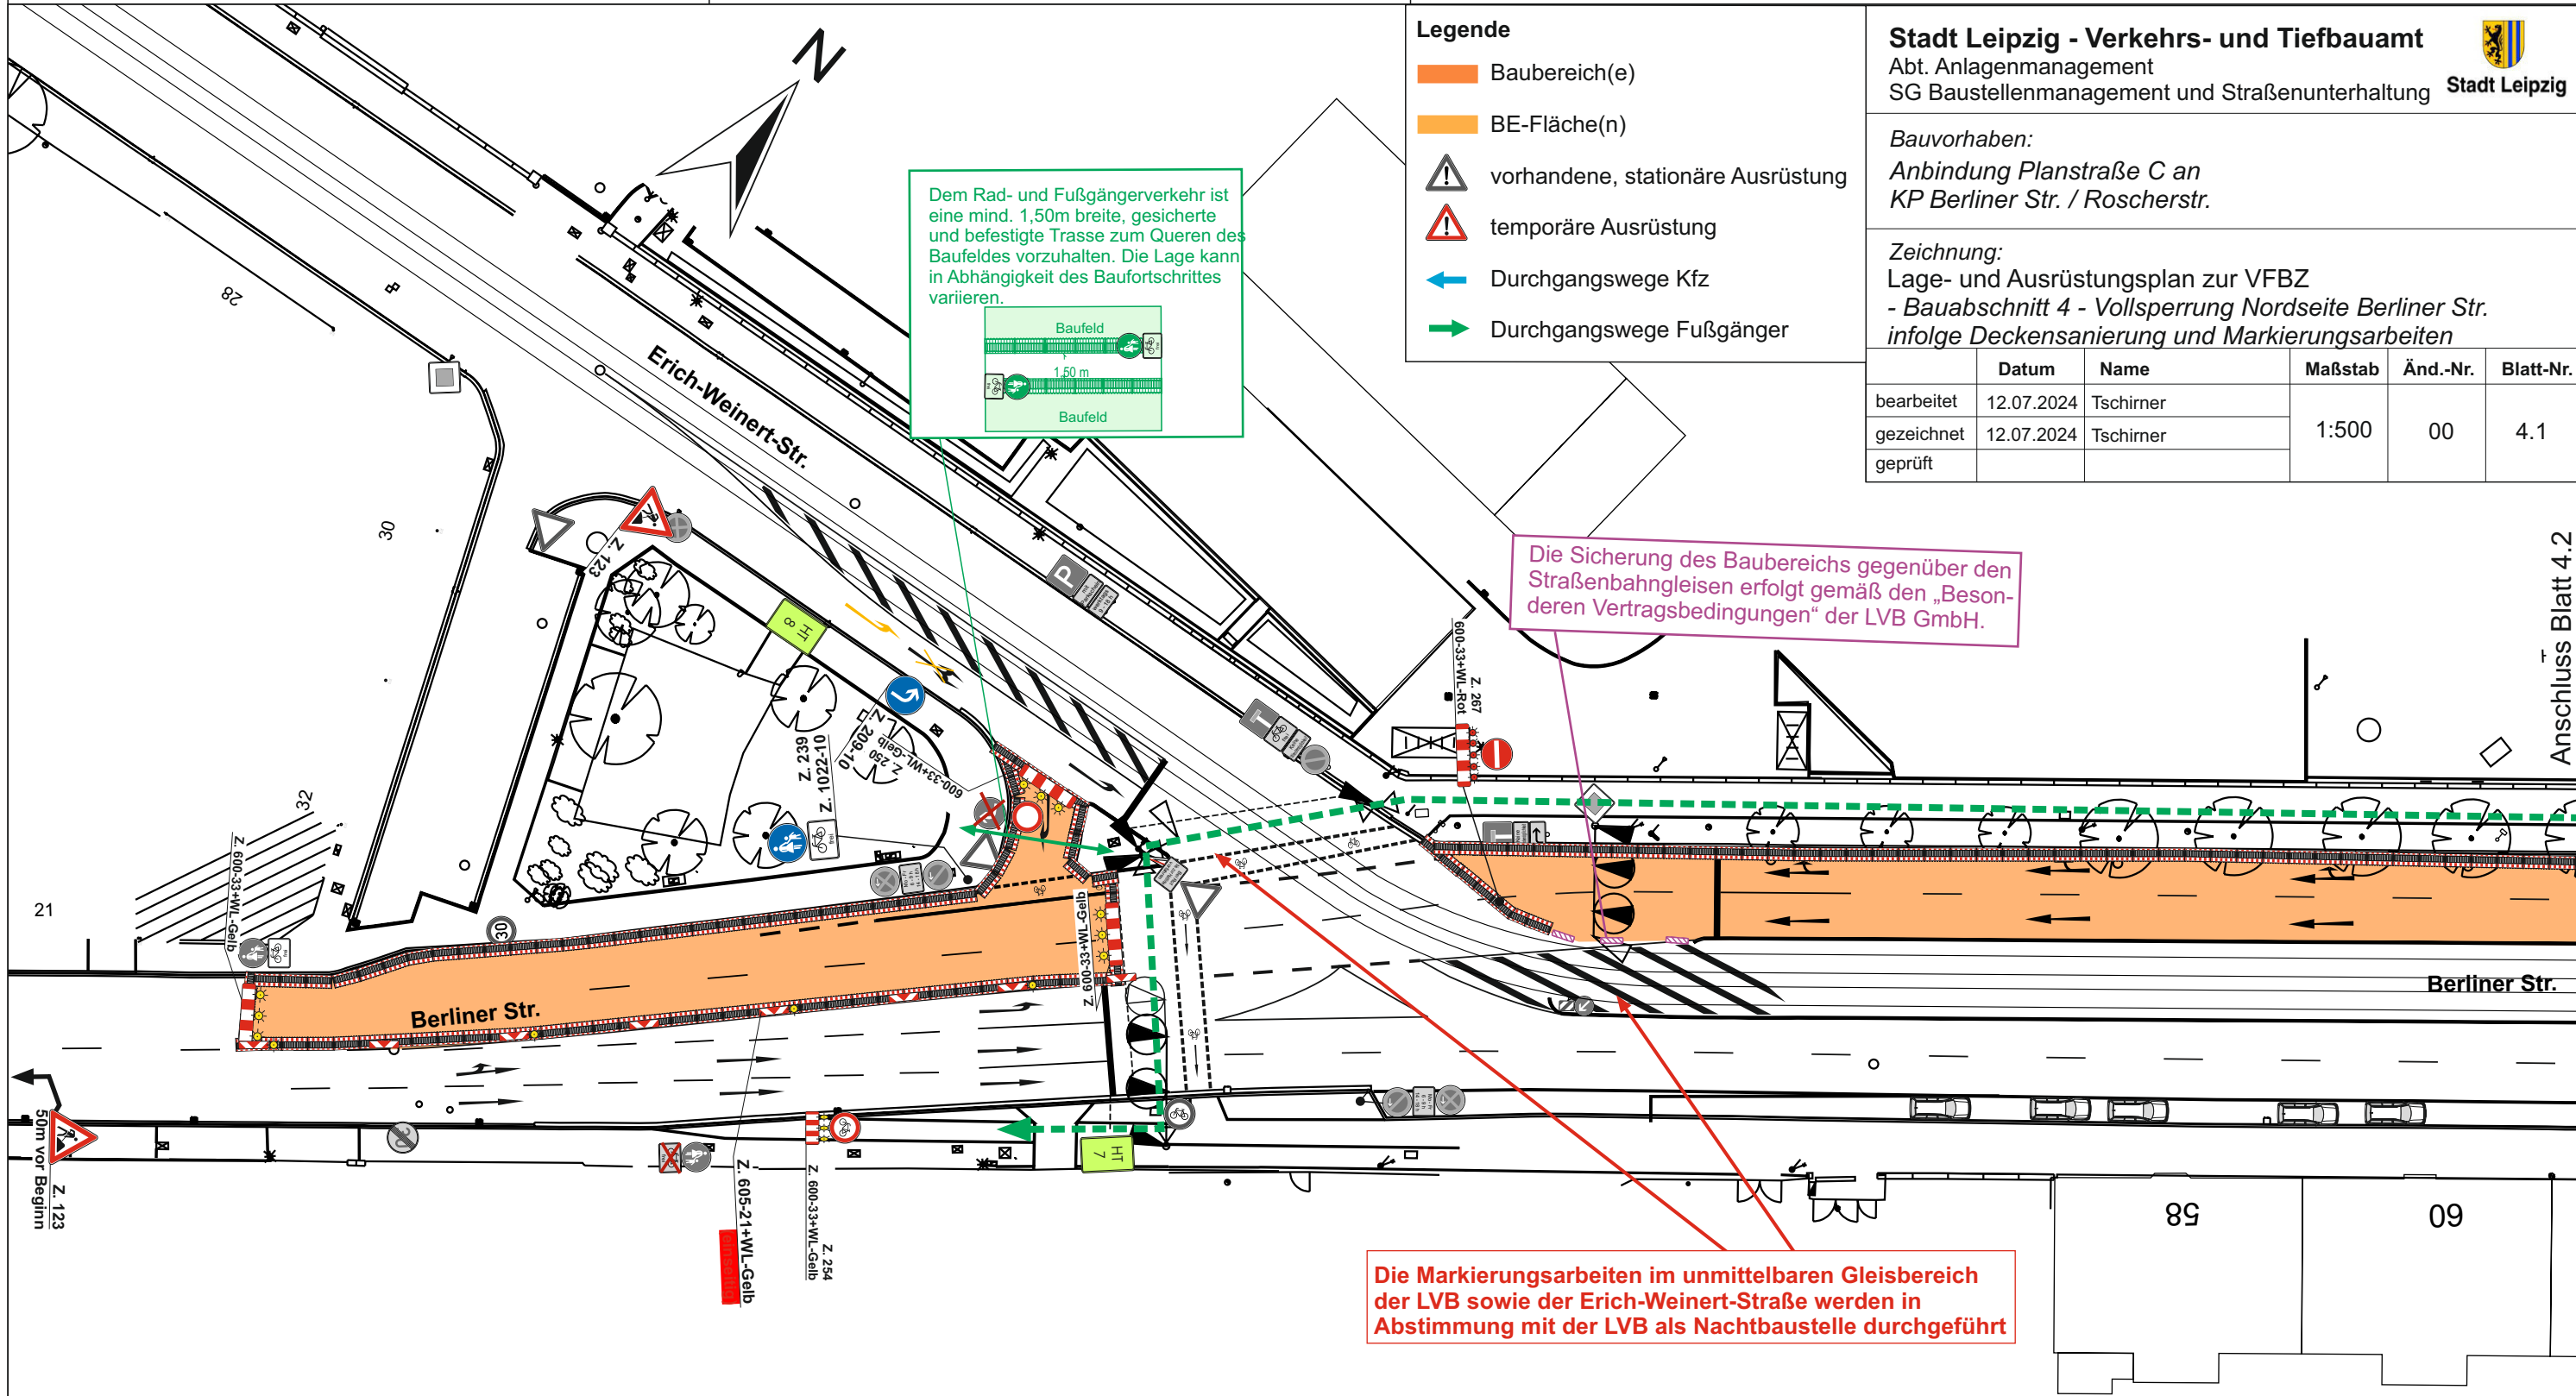 Legende
Baubereich(e)
BE-Fläche(n)
vorhandene, stationäre Ausrüstung
temporäre Ausrüstung
Durchgangswege Kfz
Durchgangswege Fußgänger
Stadt Leipzig - Verkehrs- und Tiefbauamt
Abt. Anlagenmanagement
SG Baustellenmanagement und Straßenunterhaltung
Stadt Leipzig
Bauvorhaben:
Anbindung Planstraße C an
KP Berliner Str. / Roscherstr.
Zeichnung:
Lage- und Ausrüstungsplan zur VFBZ
- Bauabschnitt 4 - Vollsperrung Nordseite Berliner Str.
infolge Deckensanierung und Markierungsarbeiten
Datum Name Maßstab Änd.-Nr. Blatt-Nr.
bearbeitet 12.07.2024 Tschirner
gezeichnet 12.07.2024 Tschirner
1:500 00 4.1
geprüft
N
Dem Rad- und Fußgängerverkehr ist
eine mind. 1,50m breite, gesicherte
und befestigte Trasse zum Queren des
Baufeldes vorzuhalten. Die Lage kann
in Abhängigkeit des Baufortschrittes
variieren.
Baufeld
1,50 m
Baufeld
28
Erich-Weinert-Str.
30
Z. 123
HT
8
P
Die Sicherung des Baubereichs gegenüber den
Straßenbahngleisen erfolgt gemäß den „Beson-
deren Vertragsbedingungen“ der LVB GmbH.
Anschluss Blatt 4.2
Z. 267
600-33+WL-Rot
Z. 209-10
Z. 250
600-33+WL-Gelb
Z. 239
Z. 1022-10
32
Z. 600-33+WL-Gelb
21
30
Z. 600-33+WL-Gelb
Berliner Str.
Berliner Str.
Z. 123
50m vor Beginn
HT
7
Z. 605-21+WL-Gelb
einseitig
Z. 254
Z. 600-33+WL-Gelb
58
60
Die Markierungsarbeiten im unmittelbaren Gleisbereich
der LVB sowie der Erich-Weinert-Straße werden in
Abstimmung mit der LVB als Nachtbaustelle durchgeführt